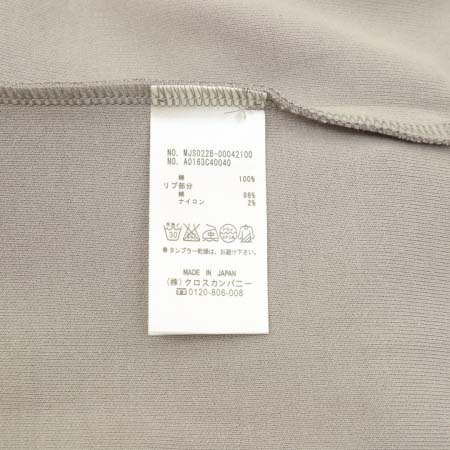 NO. MJS022B-00042100
NO. A0163C40040
綿 100%
リブ部分
綿 98%
ナイロン 2%
30
●タンブラー乾燥は、お避け下さい。
MADE IN JAPAN
(株)クロスカンパニー
☎0120-806-008